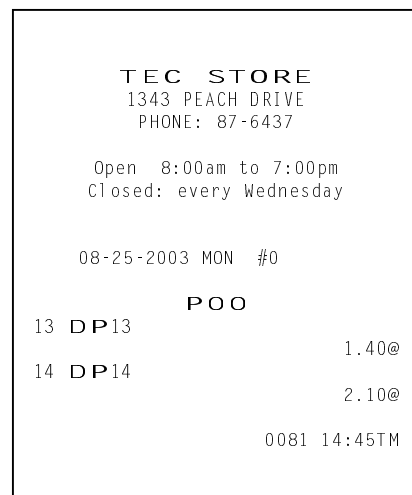 TEC STORE
1343 PEACH DRIVE
PHONE: 87-6437
Open 8:00am to 7:00pm
Closed: every Wednesday
08-25-2003 MON #0
POO
13 DP13
1.40@
14 DP14
2.10@
0081 14:45TM